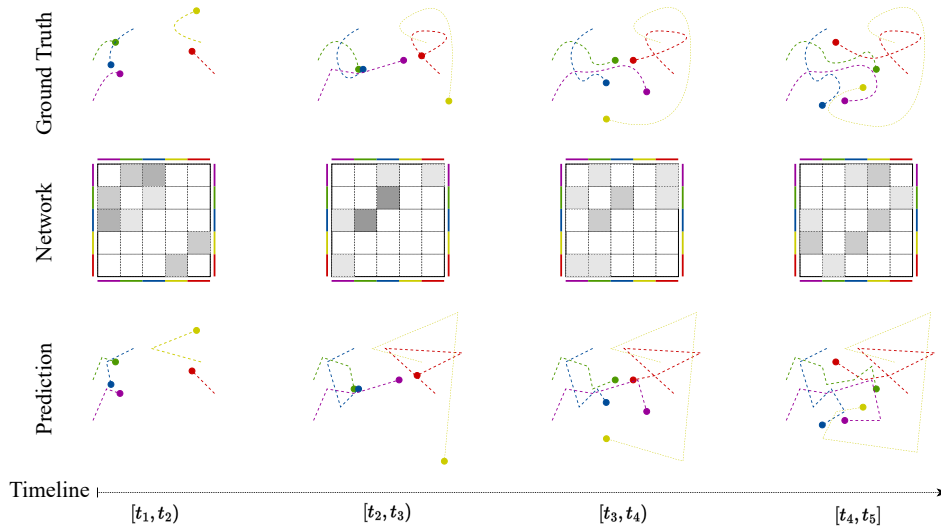 Ground Truth
Network
Prediction
Timeline
[t₁, t₂)
[t₂, t₃)
[t₃, t₄)
[t₄, t₅]